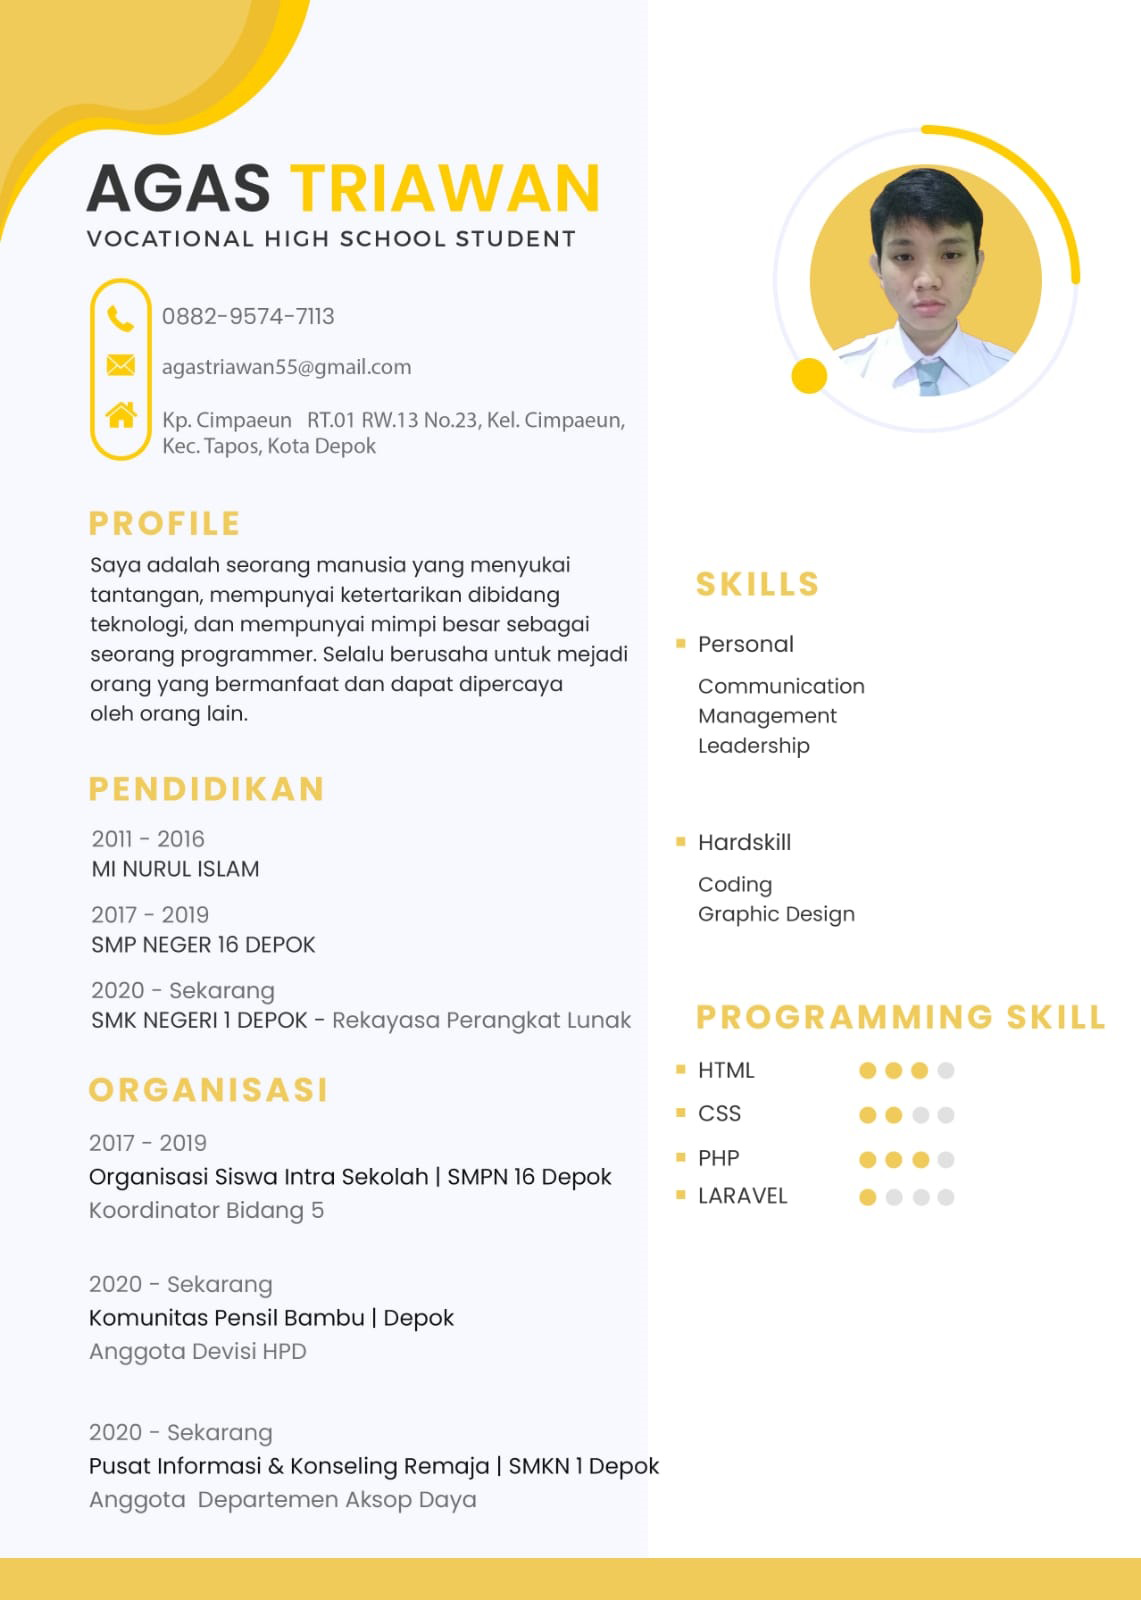 AGAS TRIAWAN
VOCATIONAL HIGH SCHOOL STUDENT
0882-9574-7113
agastriawan55@gmail.com
Kp. Cimpaeun RT.01 RW.13 No.23, Kel. Cimpaeun,
Kec. Tapos, Kota Depok
PROFILE
Saya adalah seorang manusia yang menyukai
tantangan, mempunyai ketertarikan dibidang
teknologi, dan mempunyai mimpi besar sebagai
seorang programmer. Selalu berusaha untuk mejadi
orang yang bermanfaat dan dapat dipercaya
oleh orang lain.
PENDIDIKAN
2011 - 2016
MI NURUL ISLAM
2017 - 2019
SMP NEGER 16 DEPOK
2020 - Sekarang
SMK NEGERI 1 DEPOK - Rekayasa Perangkat Lunak
ORGANISASI
2017 - 2019
Organisasi Siswa Intra Sekolah | SMPN 16 Depok
Koordinator Bidang 5
2020 - Sekarang
Komunitas Pensil Bambu | Depok
Anggota Devisi HPD
2020 - Sekarang
Pusat Informasi & Konseling Remaja | SMKN 1 Depok
Anggota Departemen Aksop Daya
SKILLS
Personal
Communication
Management
Leadership
Hardskill
Coding
Graphic Design
PROGRAMMING SKILL
HTML
CSS
PHP
LARAVEL